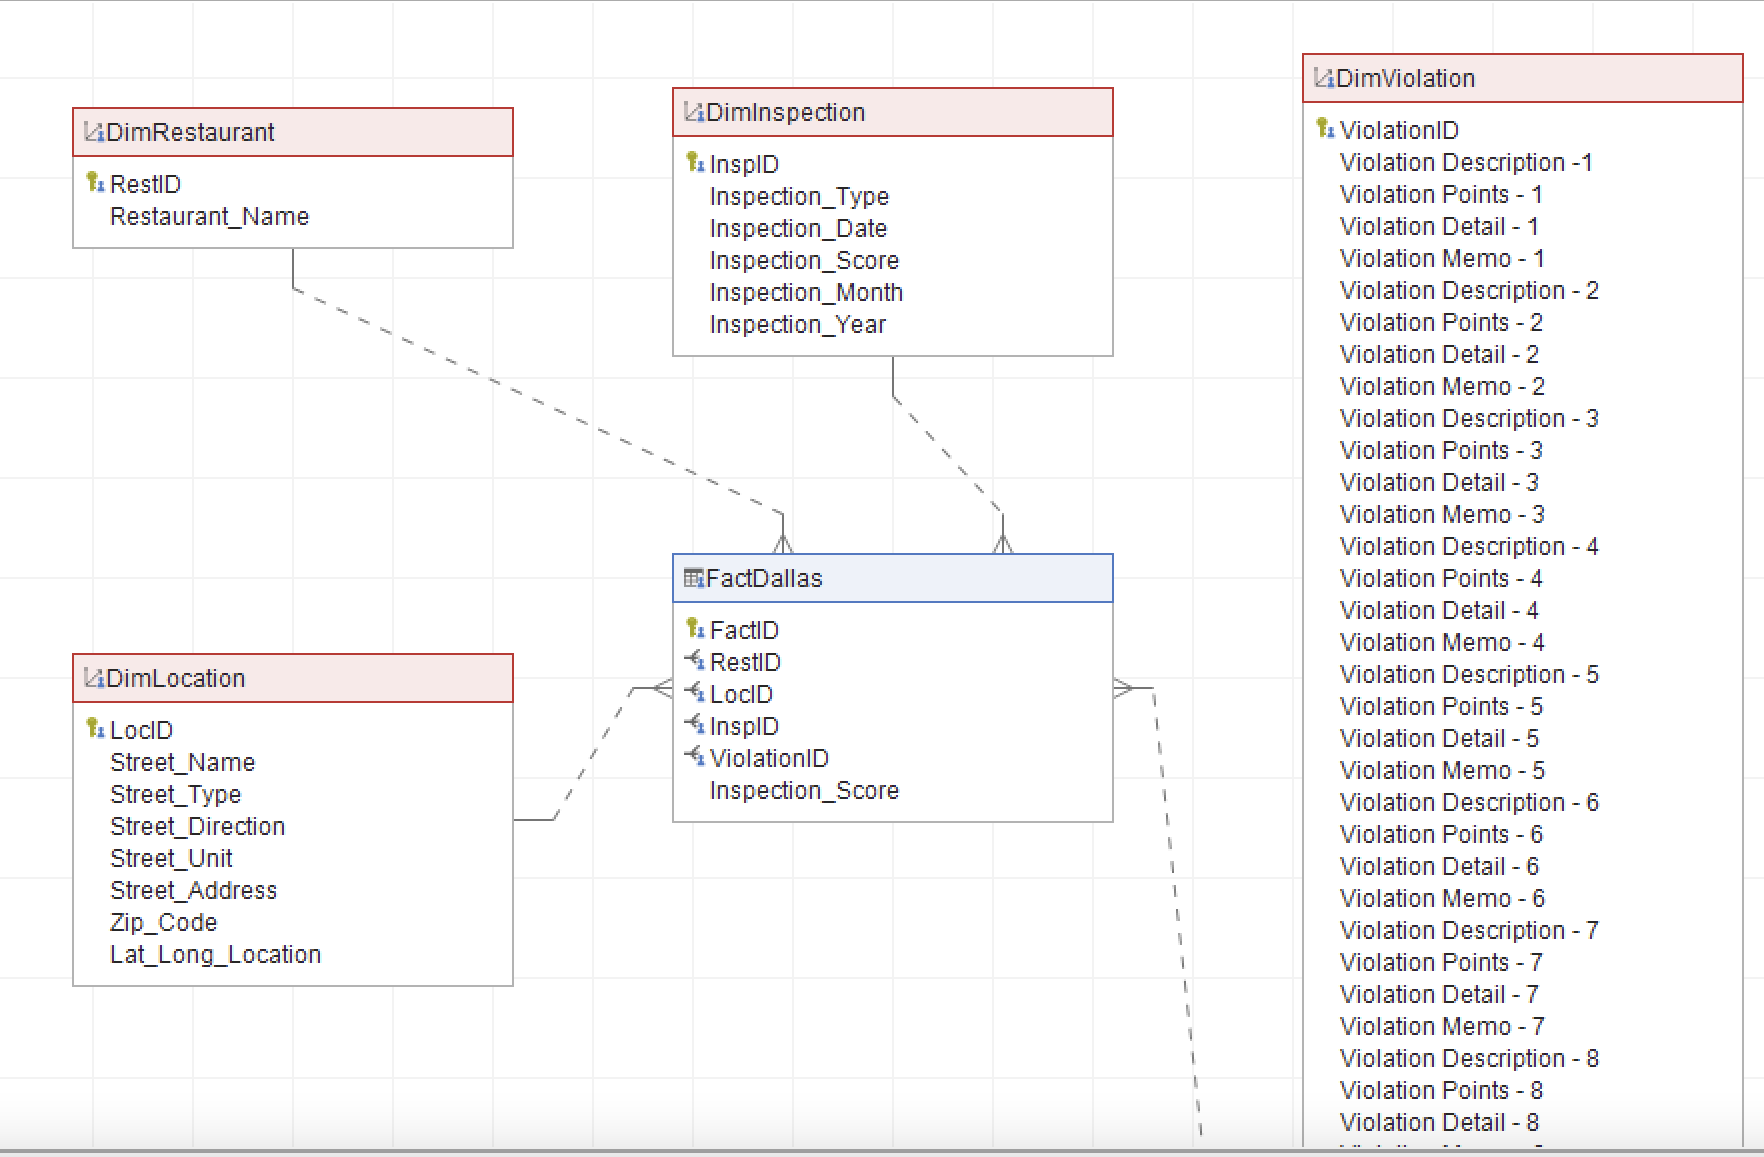 DimRestaurant
RestID
Restaurant_Name
DimInspection
InspID
Inspection_Type
Inspection_Date
Inspection_Score
Inspection_Month
Inspection_Year
DimLocation
LocID
Street_Name
Street_Type
Street_Direction
Street_Unit
Street_Address
Zip_Code
Lat_Long_Location
FactDallas
FactID
RestID
LocID
InspID
ViolationID
Inspection_Score
DimViolation
ViolationID
Violation Description -1
Violation Points - 1
Violation Detail - 1
Violation Memo - 1
Violation Description - 2
Violation Points - 2
Violation Detail - 2
Violation Memo - 2
Violation Description - 3
Violation Points - 3
Violation Detail - 3
Violation Memo - 3
Violation Description - 4
Violation Points - 4
Violation Detail - 4
Violation Memo - 4
Violation Description - 5
Violation Points - 5
Violation Detail - 5
Violation Memo - 5
Violation Description - 6
Violation Points - 6
Violation Detail - 6
Violation Memo - 6
Violation Description - 7
Violation Points - 7
Violation Detail - 7
Violation Memo - 7
Violation Description - 8
Violation Points - 8
Violation Detail - 8